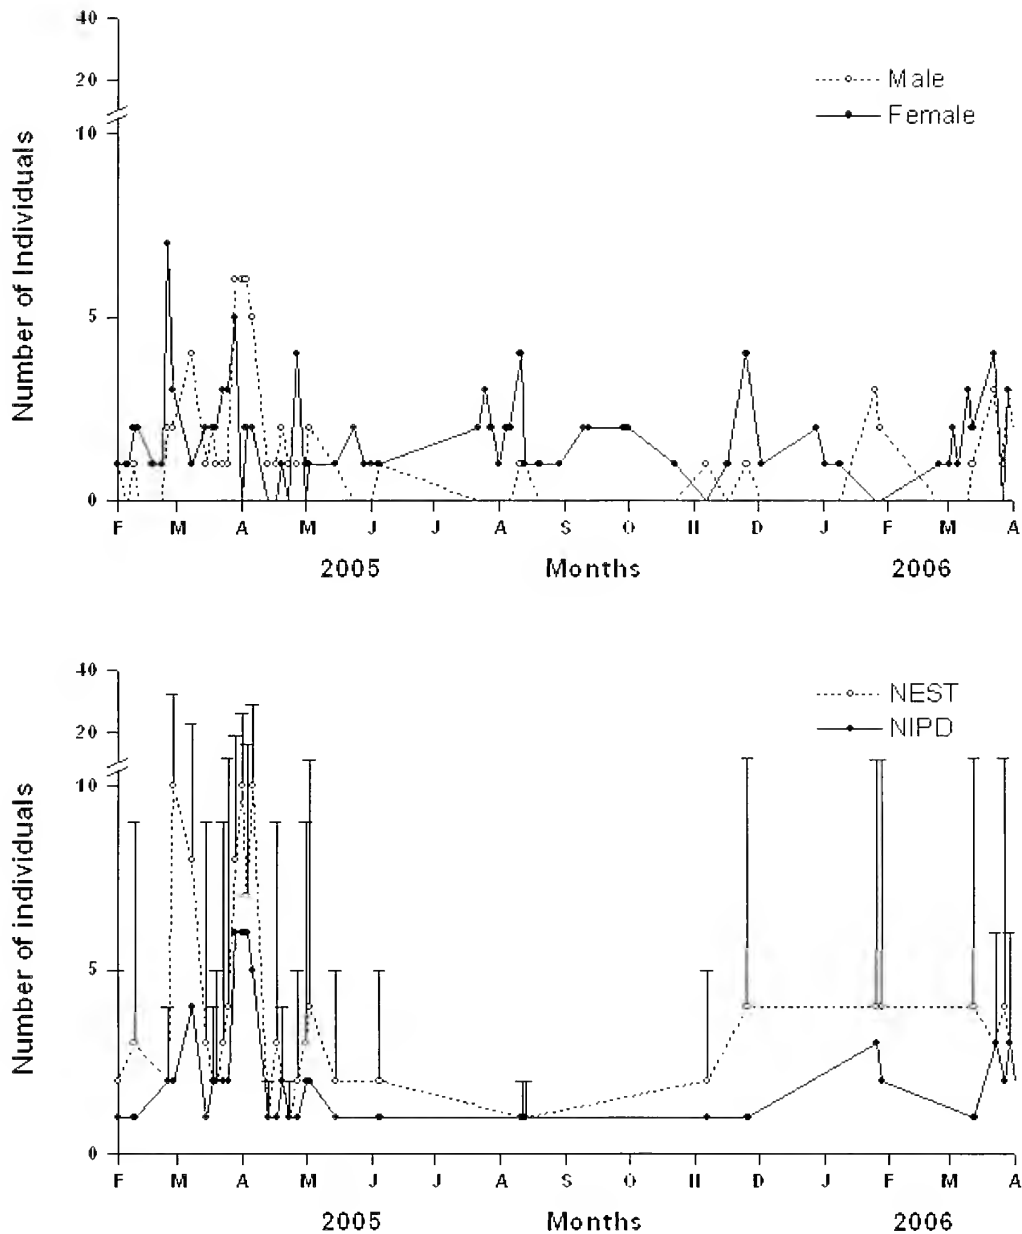 40
20
10
5
0
Number of Individuals
Male
Female
F M A M J J A S O N D J F M A
2005 Months 2006
40
20
10
5
0
Number of individuals
NEST
NIPD
F M A M J J A S O N D J F M A
2005 Months 2006